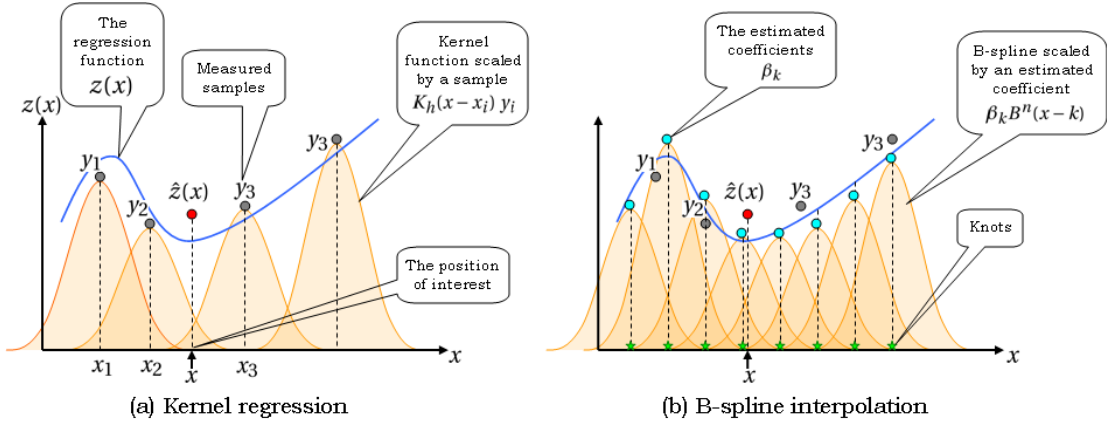 The
regression
function
z(x)
Measured
samples
Kernel
function scaled
by a sample
K_h(x − x_i) y_i
z(x)
y_1
y_2
ẑ(x)
y_3
The position
of interest
x_1
x_2
x
x_3
x
(a) Kernel regression
The estimated
coefficients
β_k
B-spline scaled
by an estimated
coefficient
β_k B^n(x − k)
y_1
y_2
ẑ(x)
y_3
y_3
Knots
x
x
(b) B-spline interpolation